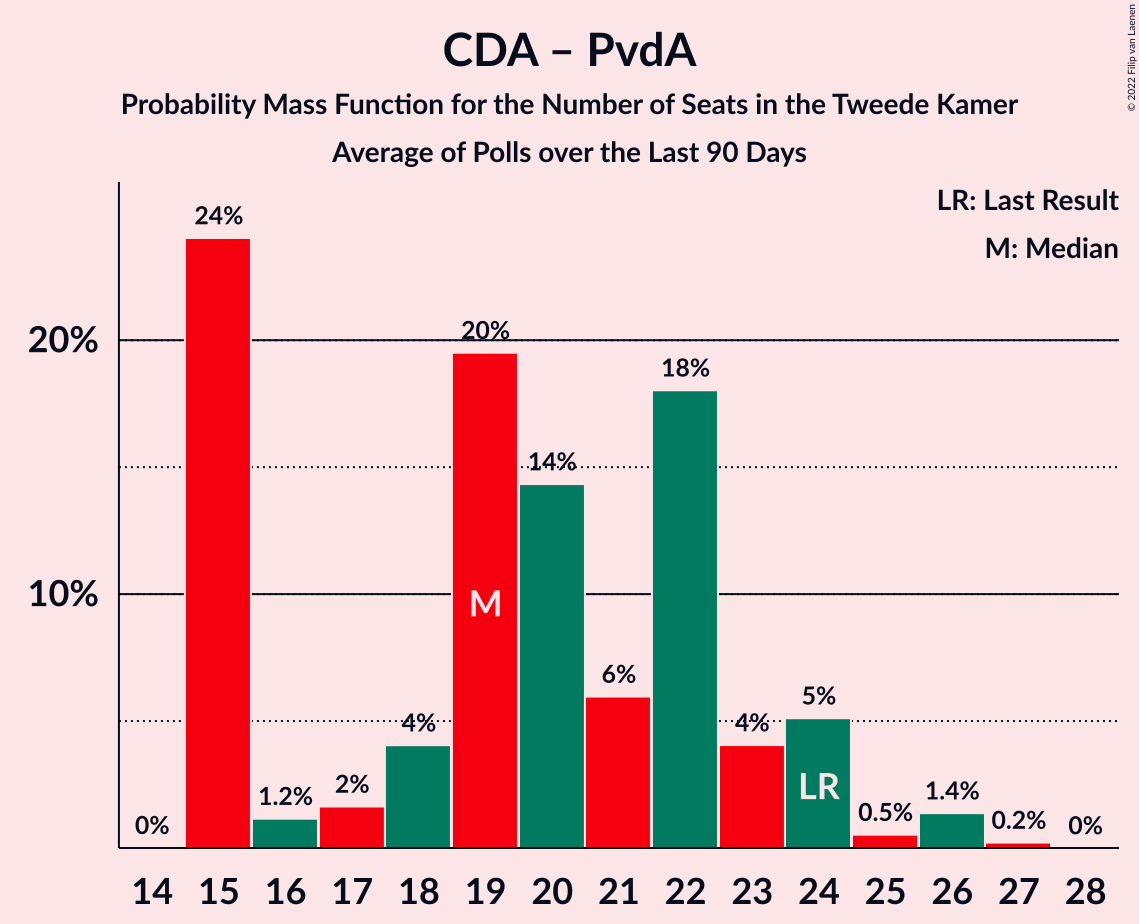 CDA – PvdA
Probability Mass Function for the Number of Seats in the Tweede Kamer
Average of Polls over the Last 90 Days
© 2022 Filip van Laenen
LR: Last Result
M: Median
24%
20%
20%
18%
14%
10%
M
6%
5%
4%
4%
LR
2%
1.2%
1.4%
0.5%
0.2%
0%
0%
14 15 16 17 18 19 20 21 22 23 24 25 26 27 28